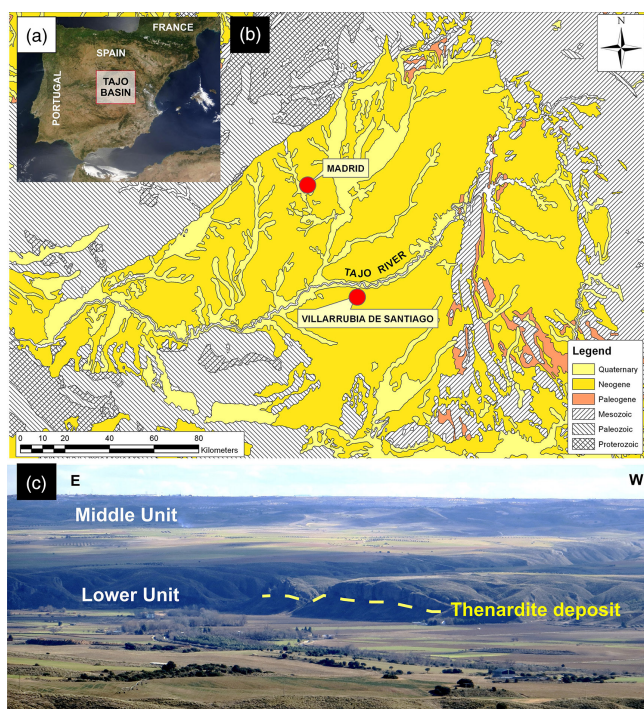 (a)
FRANCE
SPAIN
PORTUGAL
TAJO
BASIN
(b)
N
MADRID
TAJO RIVER
VILLARRUBIA DE SANTIAGO
Legend
Quaternary
Neogene
Paleogene
Mesozoic
Paleozoic
Proterozoic
0 5 10 20 40 60 80
Kilometers
(c)
E
W
Middle Unit
Lower Unit
Thenardite deposit